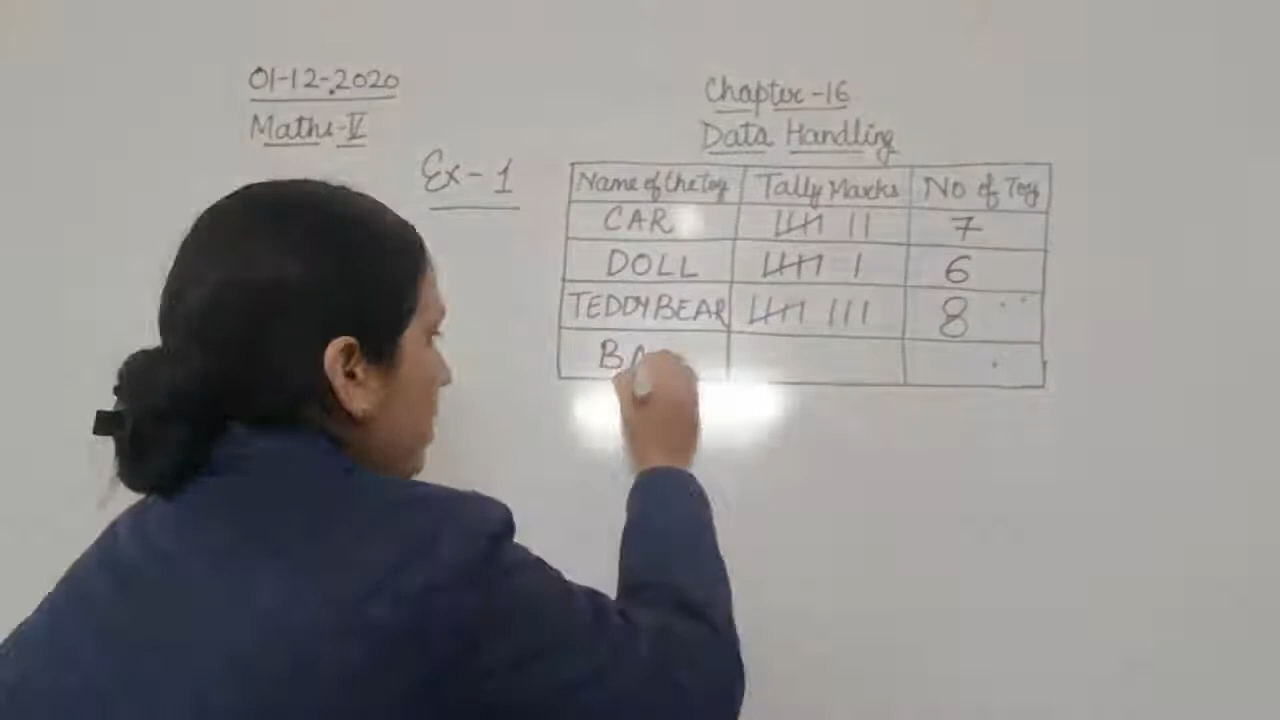 01-12-2020
Maths-V
Chapter-16
Data Handling
Ex-1
Name of the Toy Tally Marks No of Toy
CAR 𝍸 || 7
DOLL 𝍸 | 6
TEDDYBEAR 𝍸 ||| 8